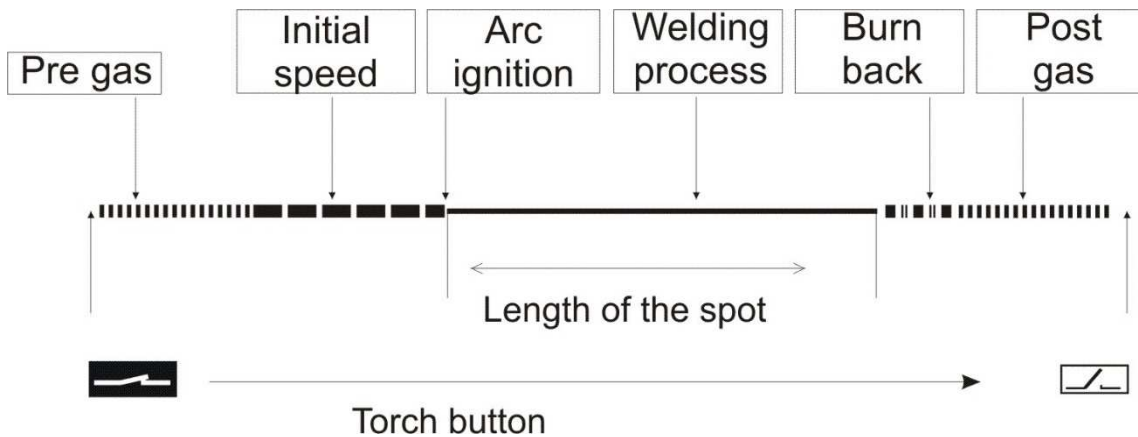 Pre gas
Initial
speed
Arc
ignition
Welding
process
Burn
back
Post
gas
Length of the spot
Torch button